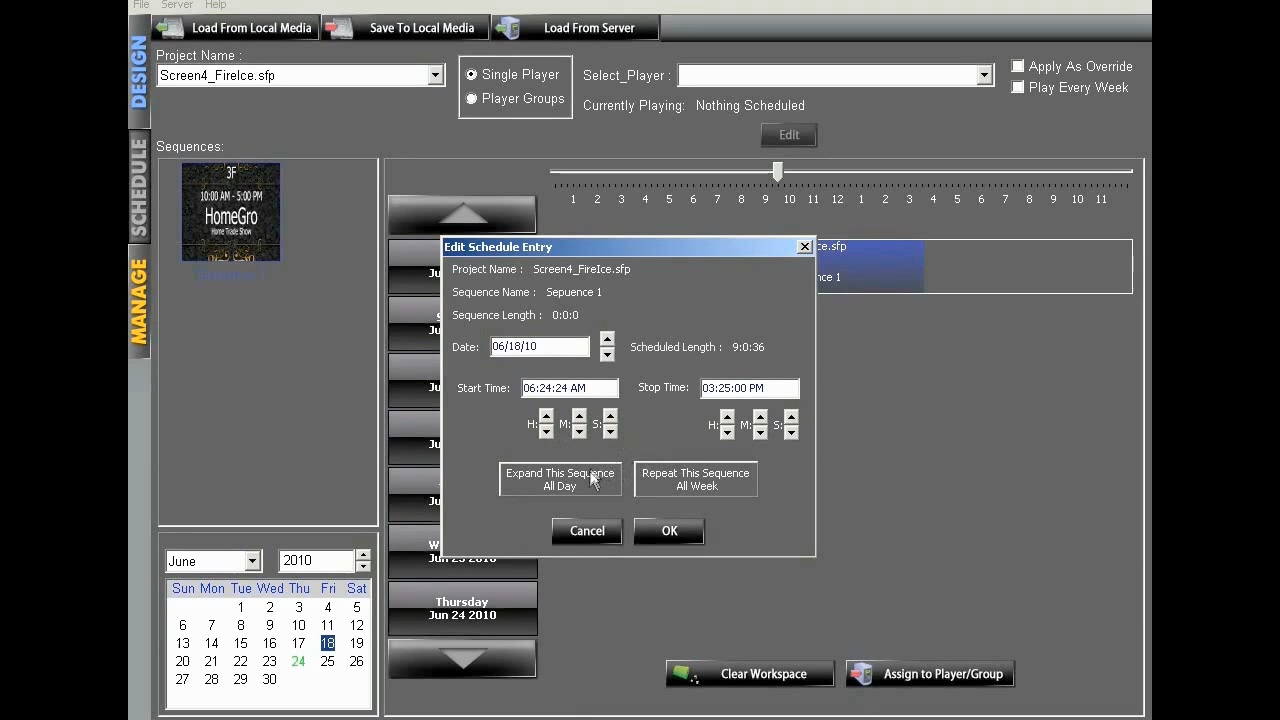 File Server Help
Load From Local Media
Save To Local Media
Load From Server
DESIGN
SCHEDULE
MANAGE
Project Name :
Screen4_FireIce.sfp
Single Player
Player Groups
Select_Player :
Currently Playing: Nothing Scheduled
Apply As Override
Play Every Week
Edit
Sequences:
3F
10:00 AM - 5:00 PM
HomeGro
Home Trade Show
1 2 3 4 5 6 7 8 9 10 11 12 1 2 3 4 5 6 7 8 9 10 11
Edit Schedule Entry
Project Name : Screen4_FireIce.sfp
Sequence Name : Sepuence 1
Sequence Length : 0:0:0
Date: 06/18/10
Scheduled Length : 9:0:36
Start Time: 06:24:24 AM
Stop Time: 03:25:00 PM
H: M: S:
H: M: S:
Expand This Sequence
All Day
Repeat This Sequence
All Week
Cancel
OK
ce.sfp
nce 1
Thursday
Jun 24 2010
June
2010
Sun Mon Tue Wed Thu Fri Sat
1 2 3 4 5
6 7 8 9 10 11 12
13 14 15 16 17 18 19
20 21 22 23 24 25 26
27 28 29 30
Clear Workspace
Assign to Player/Group